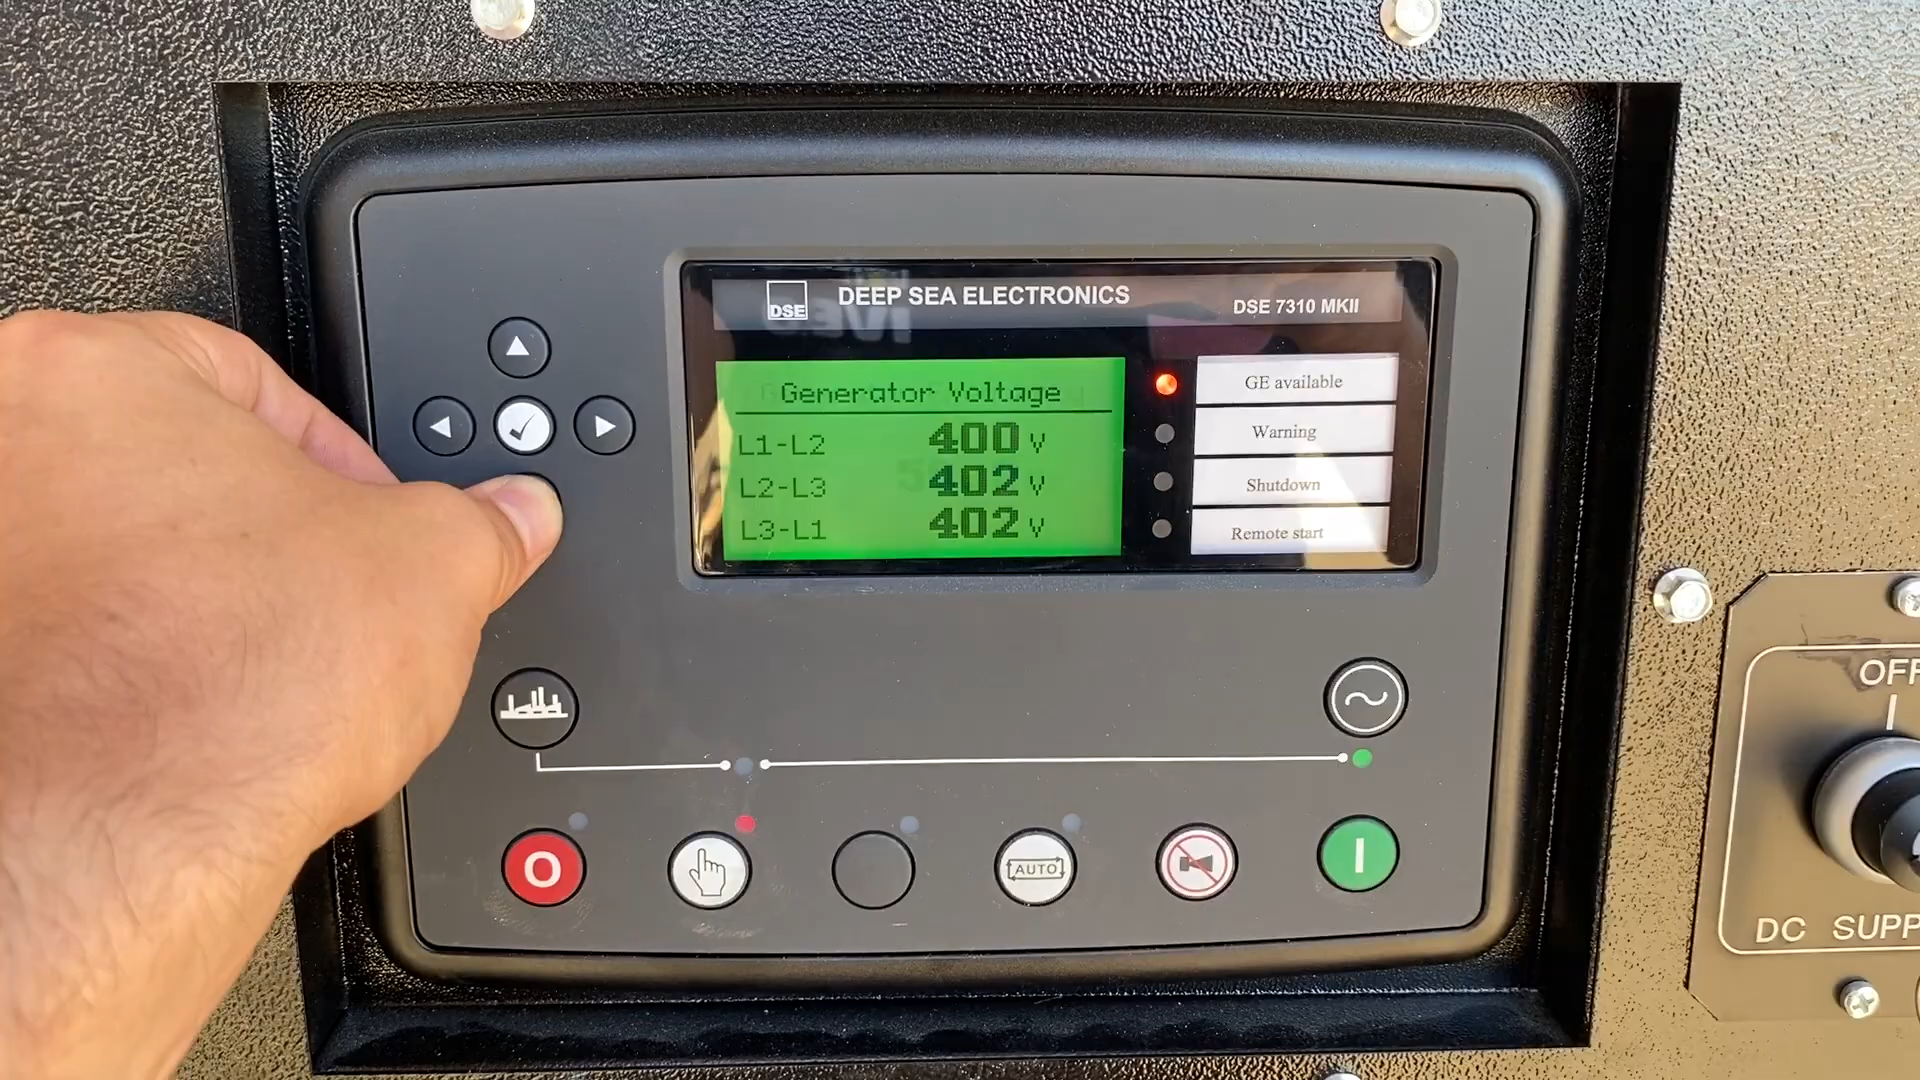 DSE
DEEP SEA ELECTRONICS
DSE 7310 MKII
Generator Voltage
L1-L2 400 V
L2-L3 402 V
L3-L1 402 V
GE available
Warning
Shutdown
Remote start
O
AUTO
I
OFF
DC SUPP